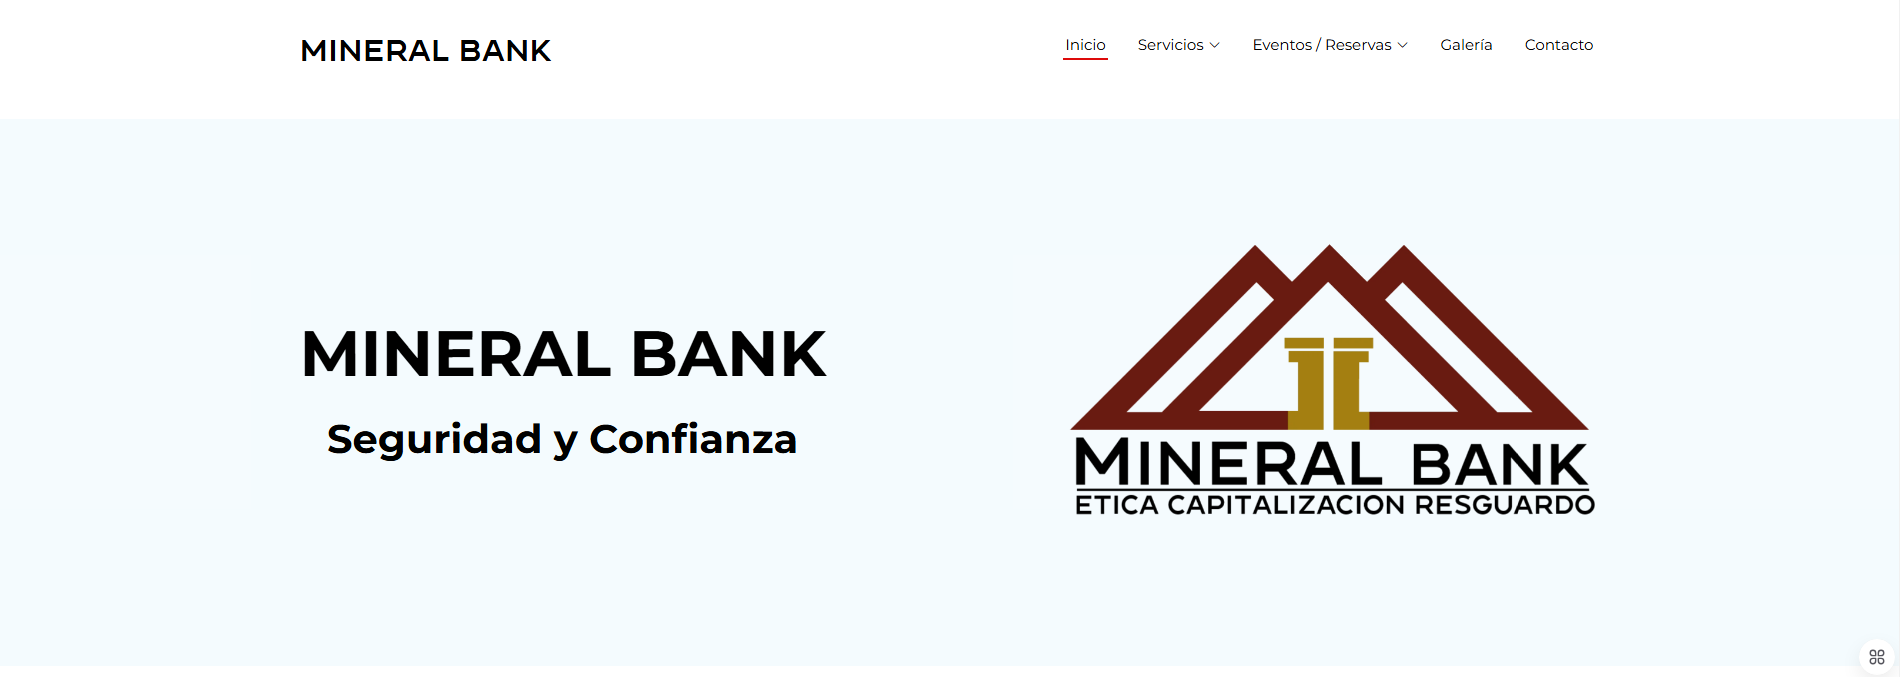 MINERAL BANK
Inicio Servicios Eventos / Reservas Galería Contacto
MINERAL BANK
Seguridad y Confianza
MINERAL BANK
ETICA CAPITALIZACION RESGUARDO